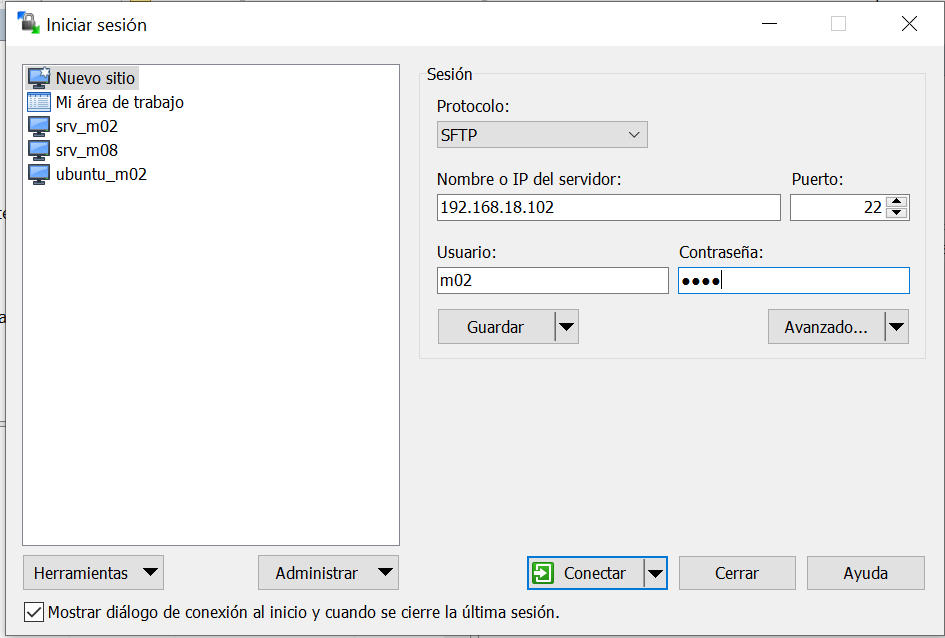 Iniciar sesión
Nuevo sitio
Mi área de trabajo
srv_m02
srv_m08
ubuntu_m02
Sesión
Protocolo:
SFTP
Nombre o IP del servidor: Puerto:
192.168.18.102 22
Usuario: Contraseña:
m02 ●●●●
Guardar Avanzado...
Herramientas Administrar Conectar Cerrar Ayuda
Mostrar diálogo de conexión al inicio y cuando se cierre la última sesión.